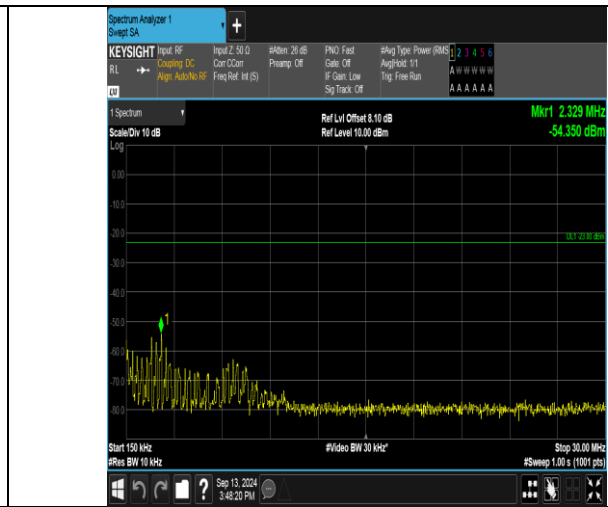 Spectrum Analyzer 1
Swept SA
+
KEYSIGHT Input: RF Input Z: 50 Ω #Atten: 26 dB PNO: Fast #Avg Type: Power (RMS 1 2 3 4 5 6
RL Coupling: DC Corr CCorr Preamp: Off Gate: Off Avg|Hold: 1/1 A W W W W W
Align: Auto/No RF Freq Ref: Int (S) IF Gain: Low Trig: Free Run
Sig Track: Off A A A A A A
1 Spectrum Ref Lvl Offset 8.10 dB Mkr1 2.329 MHz
Scale/Div 10 dB Ref Level 10.00 dBm -54.350 dBm
Log
0.00
-10.0
-20.0
DL1 -23.00 dBm
-30.0
-40.0
-50.0
1
-60.0
-70.0
-80.0
Start 150 kHz #Video BW 30 kHz* Stop 30.00 MHz
#Res BW 10 kHz #Sweep 1.00 s (1001 pts)
? Sep 13, 2024
3:48:20 PM